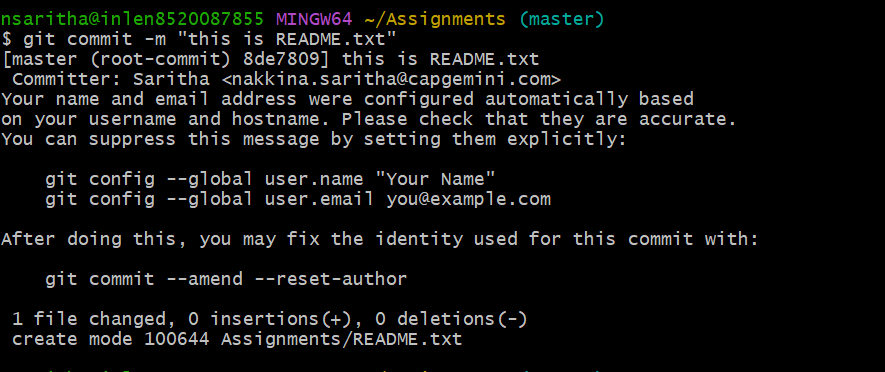 nsaritha@inlen8520087855 MINGW64 ~/Assignments (master)
$ git commit -m "this is README.txt"
[master (root-commit) 8de7809] this is README.txt
 Committer: Saritha <nakkina.saritha@capgemini.com>
Your name and email address were configured automatically based
on your username and hostname. Please check that they are accurate.
You can suppress this message by setting them explicitly:

    git config --global user.name "Your Name"
    git config --global user.email you@example.com

After doing this, you may fix the identity used for this commit with:

    git commit --amend --reset-author

 1 file changed, 0 insertions(+), 0 deletions(-)
 create mode 100644 Assignments/README.txt